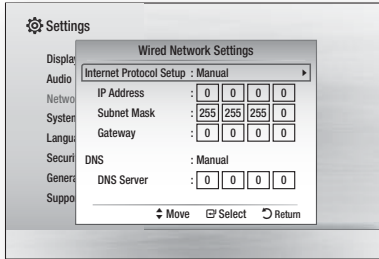 Settings
Wired Network Settings
Display
Audio
Internet Protocol Setup : Manual
IP Address : 0 0 0 0
Subnet Mask : 255 255 255 0
Gateway : 0 0 0 0
DNS : Manual
DNS Server : 0 0 0 0
Netwo
System
Langua
Securi
Genera
Suppo
Move Select Return